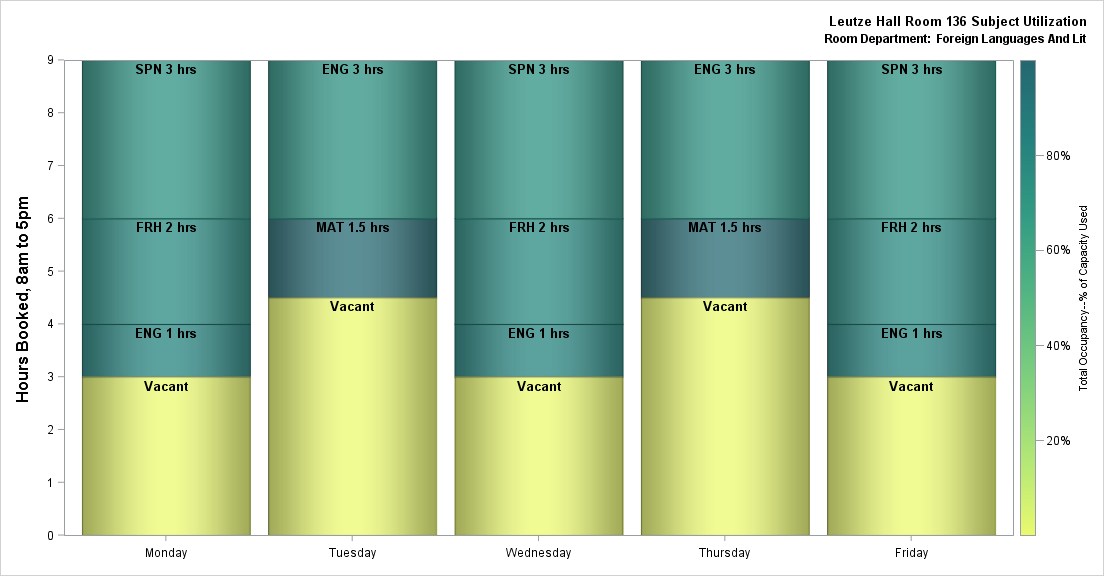 Leutze Hall Room 136 Subject Utilization
Room Department: Foreign Languages And Lit
Hours Booked, 8am to 5pm
9
8
7
6
5
4
3
2
1
0
SPN 3 hrs
FRH 2 hrs
ENG 1 hrs
Vacant
ENG 3 hrs
MAT 1.5 hrs
Vacant
SPN 3 hrs
FRH 2 hrs
ENG 1 hrs
Vacant
ENG 3 hrs
MAT 1.5 hrs
Vacant
SPN 3 hrs
FRH 2 hrs
ENG 1 hrs
Vacant
Monday
Tuesday
Wednesday
Thursday
Friday
80%
60%
40%
20%
Total Occupancy--% of Capacity Used